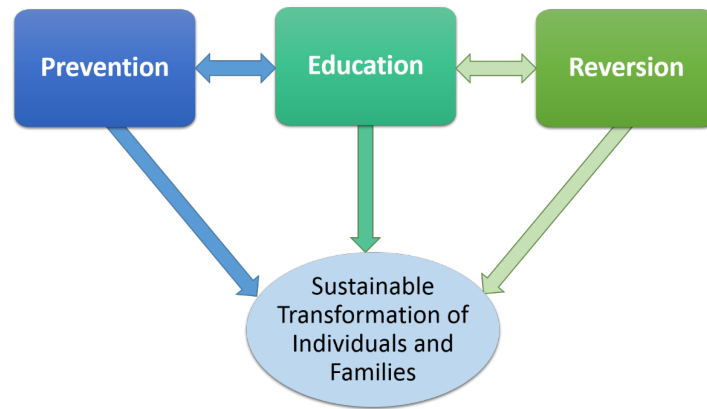 Prevention
Education
Reversion
Sustainable
Transformation of
Individuals and
Families